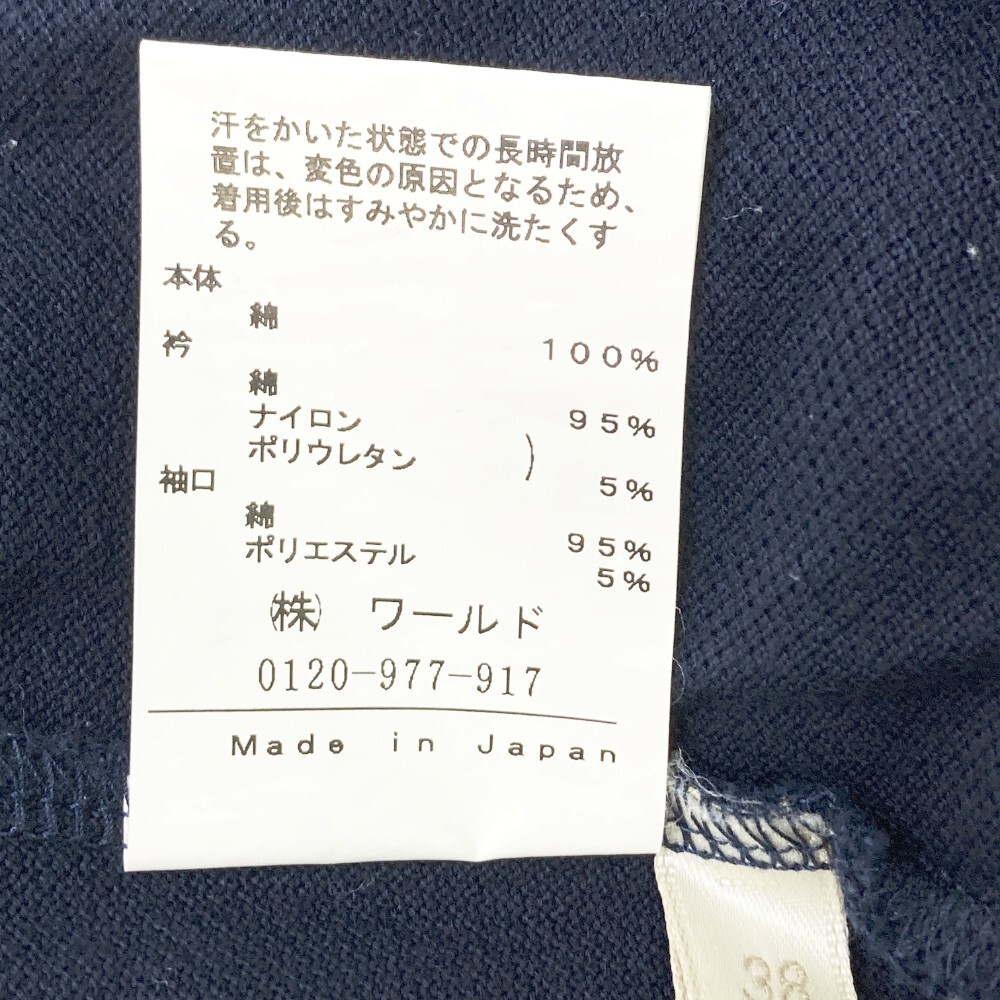 汗をかいた状態での長時間放
置は、変色の原因となるため、
着用後はすみやかに洗たくす
る。
本体
綿 100%
衿
綿 95%
ナイロン
ポリウレタン ) 5%
袖口
綿 95%
ポリエステル 5%
㈱ ワールド
0120-977-917
Made in Japan
38